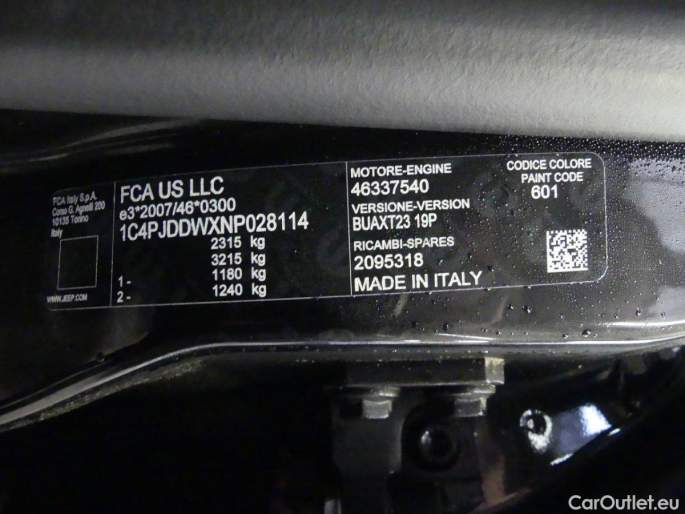 FCA Italy S.p.A.
Corso G. Agnelli 200
10135 Torino
Italy
WWW.JEEP.COM
FCA US LLC
e3*2007/46*0300
1C4PJDDWXNP028114
2315 kg
3215 kg
1 - 1180 kg
2 - 1240 kg
MOTORE-ENGINE
46337540
VERSIONE-VERSION
BUAXT23 19P
RICAMBI-SPARES
2095318
MADE IN ITALY
CODICE COLORE
PAINT CODE
601
CarOutlet.eu